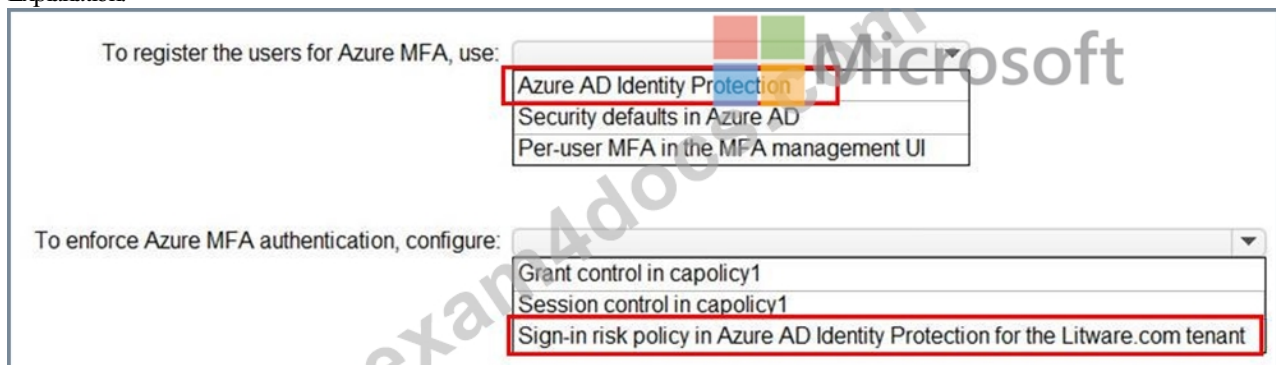 Explanation:
To register the users for Azure MFA, use:
Microsoft
Azure AD Identity Protection
Security defaults in Azure AD
Per-user MFA in the MFA management UI
To enforce Azure MFA authentication, configure:
Grant control in capolicy1
Session control in capolicy1
Sign-in risk policy in Azure AD Identity Protection for the Litware.com tenant
exam4doos.com